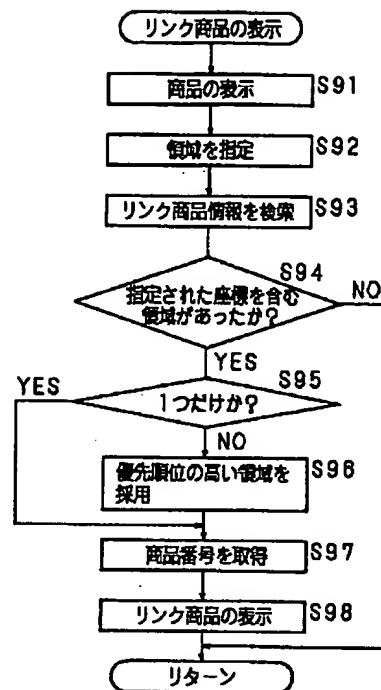 リンク商品の表示
商品の表示 S91
領域を指定 S92
リンク商品情報を検索 S93
S94
指定された座標を含む
領域があったか?
NO
YES
S95
YES
1つだけか?
NO
優先順位の高い領域を
採用
S96
商品番号を取得 S97
リンク商品の表示 S98
リターン